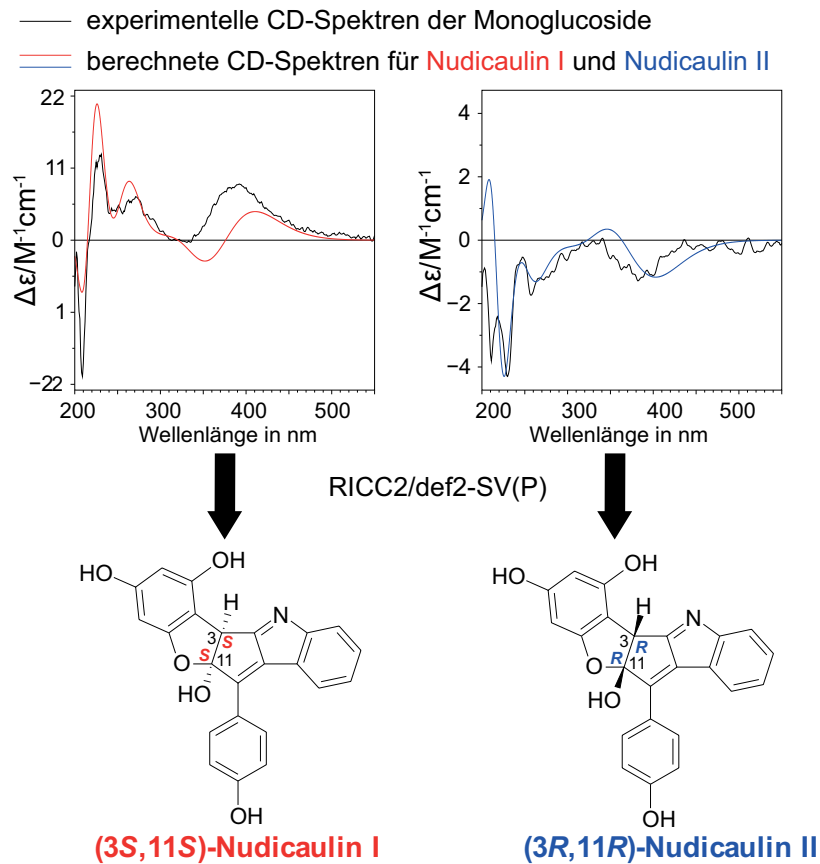 experimentelle CD-Spektren der Monoglucoside
berechnete CD-Spektren für Nudicaulin I und Nudicaulin II
22
11
0
1
−22
Δε/M⁻¹cm⁻¹
200 300 400 500
Wellenlänge in nm
4
2
0
−2
−4
Δε/M⁻¹cm⁻¹
200 300 400 500
Wellenlänge in nm
RICC2/def2-SV(P)
OH
HO
H
N
3
S
S
11
O
HO
OH
OH
HO
H
N
3
R
R
11
O
HO
OH
(3S,11S)-Nudicaulin I
(3R,11R)-Nudicaulin II